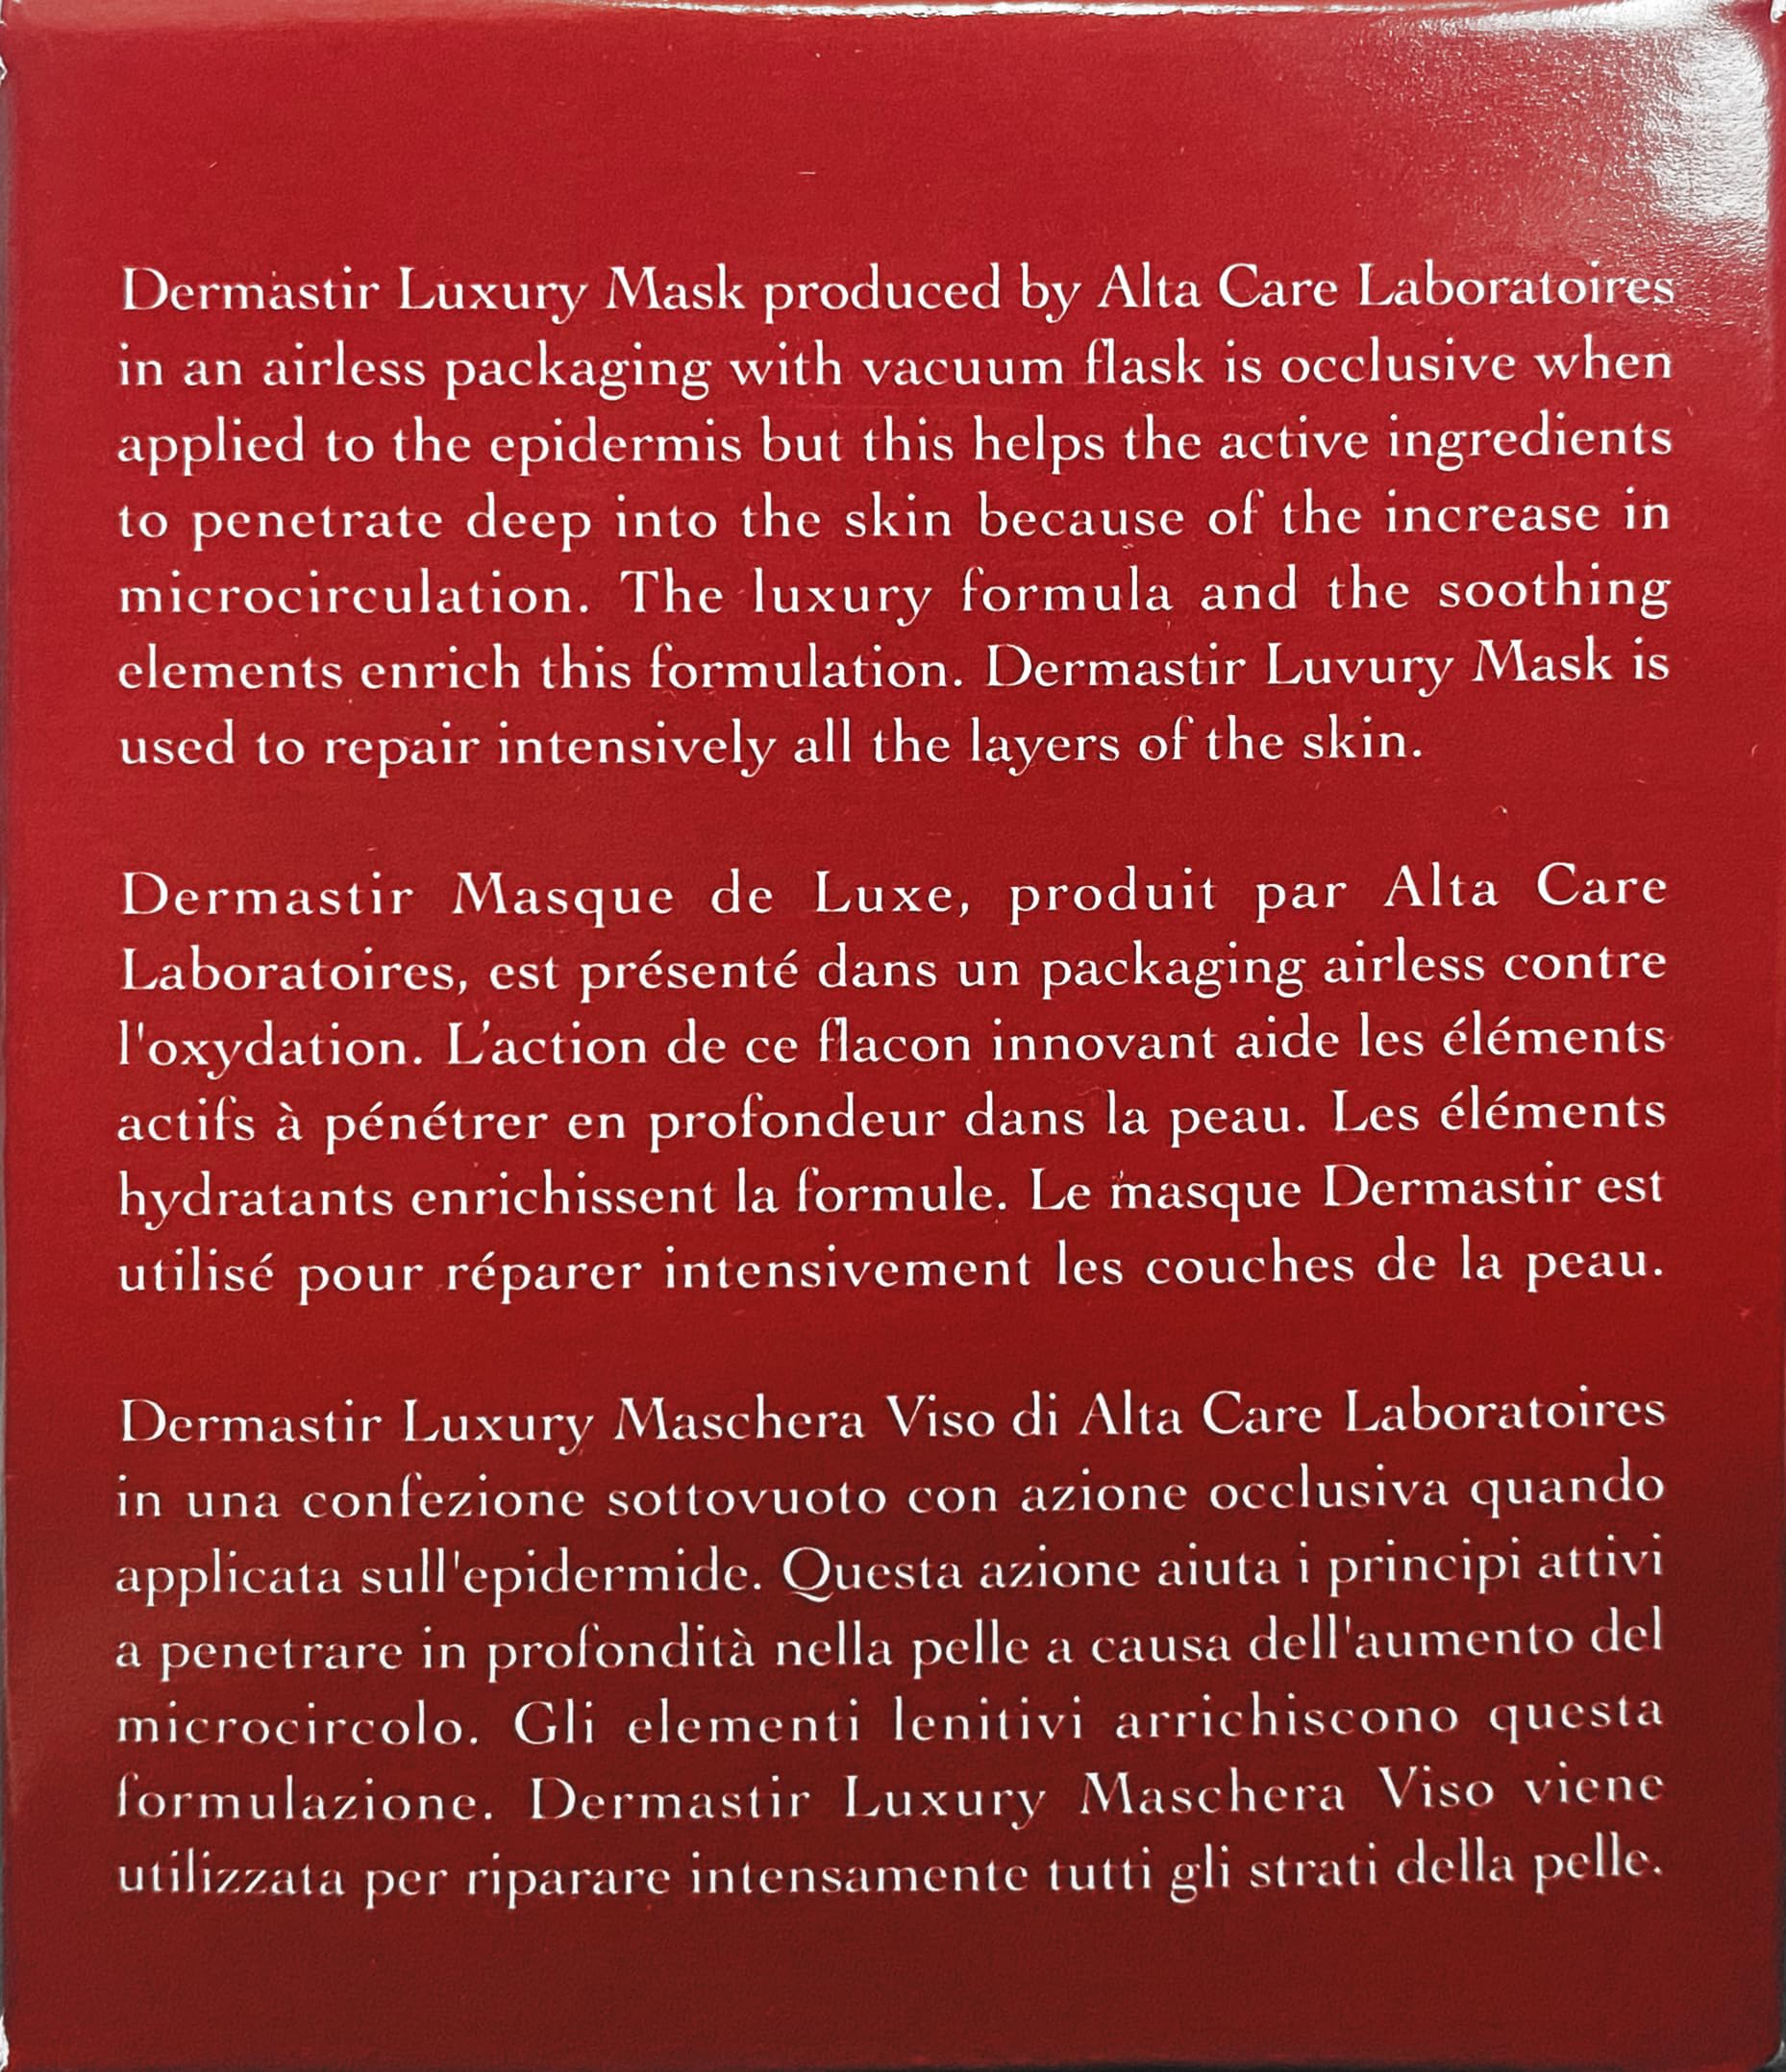 Dermastir Luxury Mask produced by Alta Care Laboratoires
in an airless packaging with vacuum flask is occlusive when
applied to the epidermis but this helps the active ingredients
to penetrate deep into the skin because of the increase in
microcirculation. The luxury formula and the soothing
elements enrich this formulation. Dermastir Luvury Mask is
used to repair intensively all the layers of the skin.
Dermastir Masque de Luxe, produit par Alta Care
Laboratoires, est présenté dans un packaging airless contre
l'oxydation. L'action de ce flacon innovant aide les éléments
actifs à pénétrer en profondeur dans la peau. Les éléments
hydratants enrichissent la formule. Le masque Dermastir est
utilisé pour réparer intensivement les couches de la peau.
Dermastir Luxury Maschera Viso di Alta Care Laboratoires
in una confezione sottovuoto con azione occlusiva quando
applicata sull'epidermide. Questa azione aiuta i principi attivi
a penetrare in profondità nella pelle a causa dell'aumento del
microcircolo. Gli elementi lenitivi arrichiscono questa
formulazione. Dermastir Luxury Maschera Viso viene
utilizzata per riparare intensamente tutti gli strati della pelle.